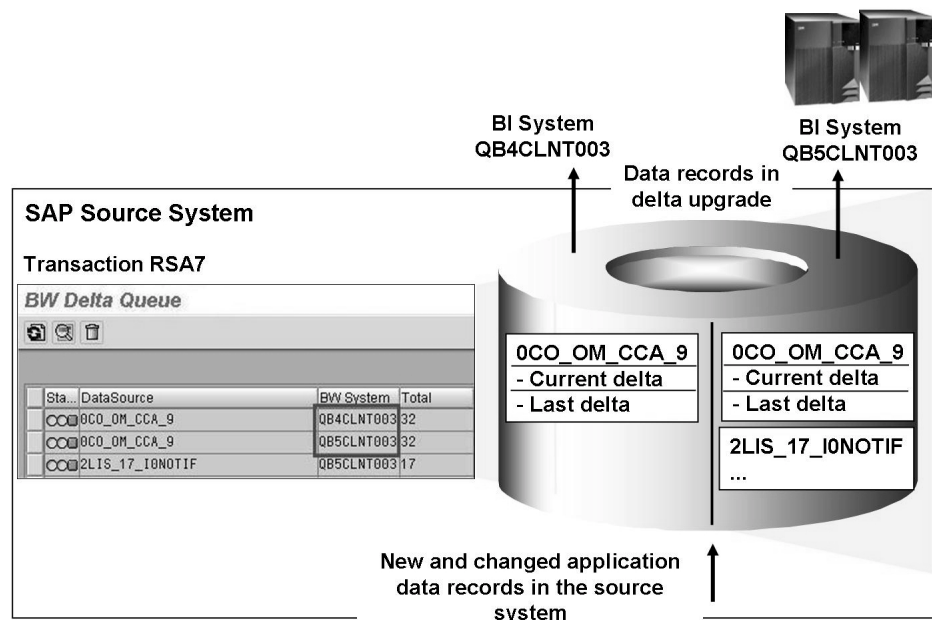 BI System
QB4CLNT003
BI System
QB5CLNT003
Data records in
delta upgrade
SAP Source System
Transaction RSA7
BW Delta Queue
Sta... DataSource BW System Total
0CO_OM_CCA_9 QB4CLNT003 32
0CO_OM_CCA_9 QB5CLNT003 32
2LIS_17_I0NOTIF QB5CLNT003 17
0CO_OM_CCA_9
- Current delta
- Last delta
0CO_OM_CCA_9
- Current delta
- Last delta
2LIS_17_I0NOTIF
...
New and changed application
data records in the source
system